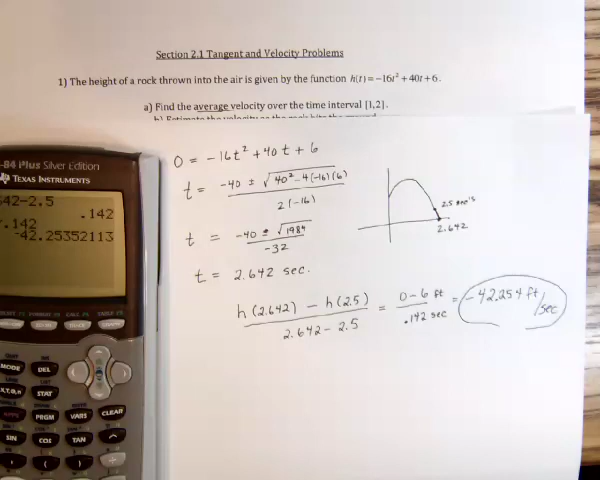 Section 2.1 Tangent and Velocity Problems
1) The height of a rock thrown into the air is given by the function h(t) = −16t² + 40t + 6.
a) Find the average velocity over the time interval [1,2].
0 = -16t² + 40t + 6
t = -40 ± √40² - 4(-16)(6) / 2(-16)
t = -40 ± √1984 / -32
t = 2.642 sec.
2.5 sec's
2.642
h(2.642) - h(2.5) / 2.642 - 2.5 = 0 - 6 ft / .142 sec = -42.254 ft/sec
-84 Plus Silver Edition
TEXAS INSTRUMENTS
642-2.5
.142
.142
-42.25352113
MODE DEL
X,T,θ,n STAT
APPS PRGM VARS CLEAR
SIN COS TAN ^
, ( ) ÷